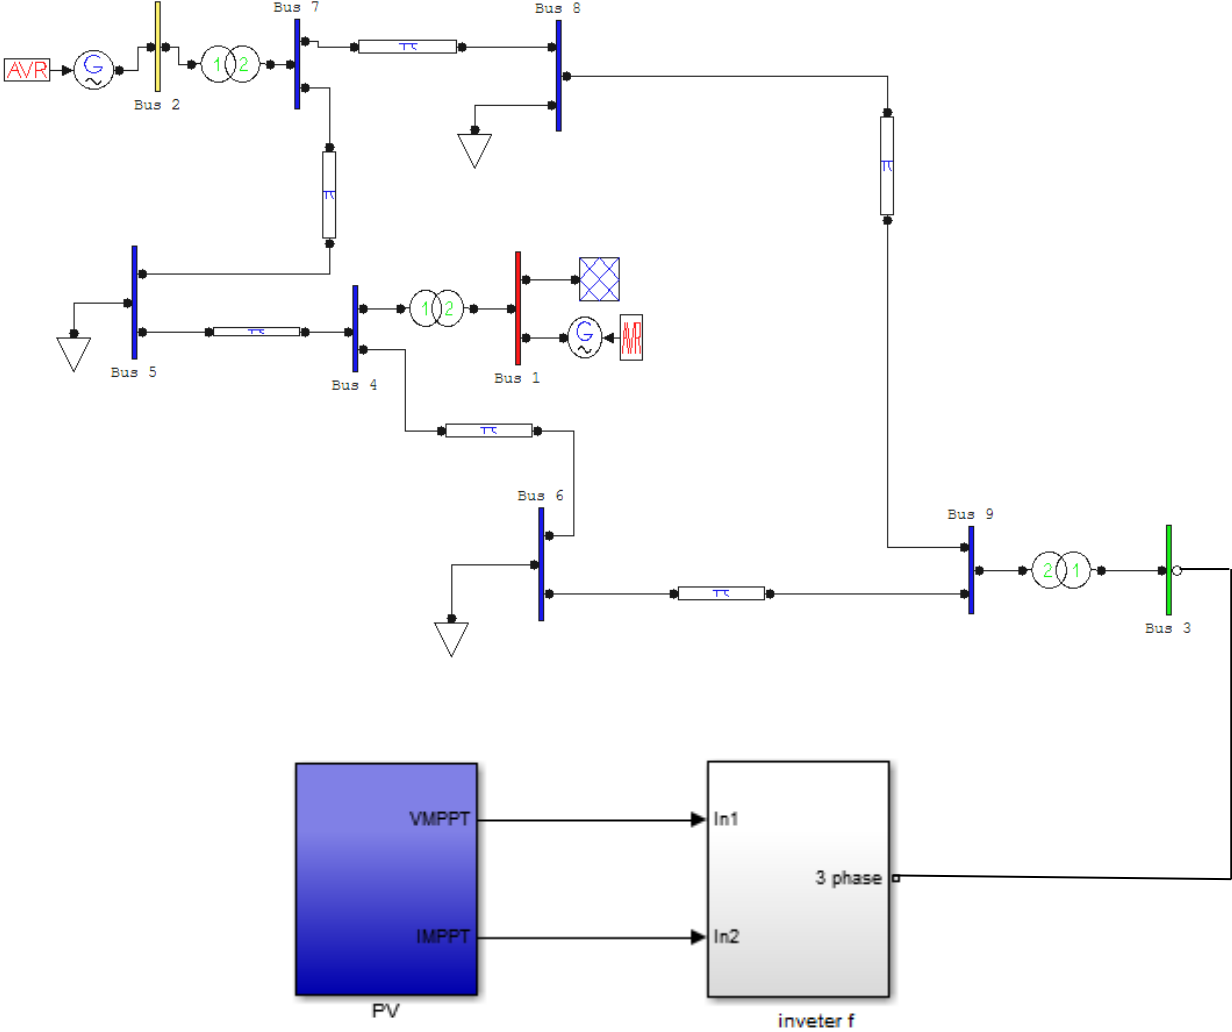 Bus 7
Bus 8
AVR
G
~
1 2
π
Bus 2
π
π
Bus 5
π
Bus 4
1 2
Bus 1
G
~
AVR
π
Bus 6
Bus 9
2 1
π
Bus 3
VMPPT
IMPPT
PV
In1
3 phase
In2
inveter f